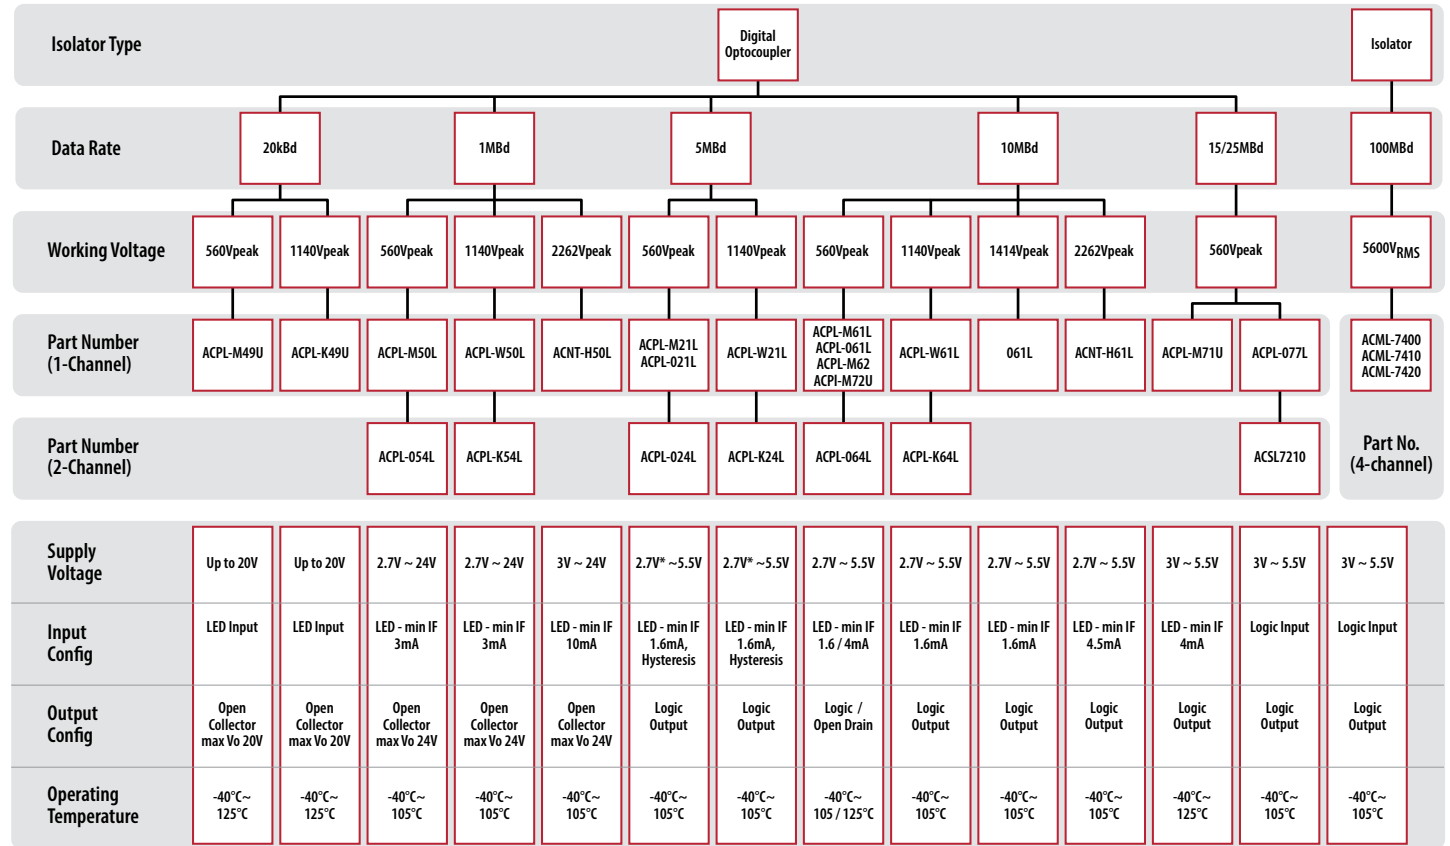 Isolator Type
Digital
Optocoupler
Isolator
Data Rate
20kBd
1MBd
5MBd
10MBd
15/25MBd
100MBd
Working Voltage
560Vpeak
1140Vpeak
560Vpeak
1140Vpeak
2262Vpeak
560Vpeak
1140Vpeak
560Vpeak
1140Vpeak
1414Vpeak
2262Vpeak
560Vpeak
5600VRMS
Part Number
(1-Channel)
ACPL-M49U
ACPL-K49U
ACPL-M50L
ACPL-W50L
ACNT-H50L
ACPL-M21L
ACPL-021L
ACPL-W21L
ACPL-M61L
ACPL-061L
ACPL-M62
ACPI-M72U
ACPL-W61L
061L
ACNT-H61L
ACPL-M71U
ACPL-077L
ACML-7400
ACML-7410
ACML-7420
Part Number
(2-Channel)
ACPL-054L
ACPL-K54L
ACPL-024L
ACPL-K24L
ACPL-064L
ACPL-K64L
ACSL7210
Part No.
(4-channel)
Supply
Voltage
Up to 20V
Up to 20V
2.7V ~ 24V
2.7V ~ 24V
3V ~ 24V
2.7V* ~5.5V
2.7V* ~5.5V
2.7V ~ 5.5V
2.7V ~ 5.5V
2.7V ~ 5.5V
2.7V ~ 5.5V
3V ~ 5.5V
3V ~ 5.5V
3V ~ 5.5V
Input
Config
LED Input
LED Input
LED - min IF
3mA
LED - min IF
3mA
LED - min IF
10mA
LED - min IF
1.6mA,
Hysteresis
LED - min IF
1.6mA,
Hysteresis
LED - min IF
1.6 / 4mA
LED - min IF
1.6mA
LED - min IF
1.6mA
LED - min IF
4.5mA
LED - min IF
4mA
Logic Input
Logic Input
Output
Config
Open
Collector
max Vo 20V
Open
Collector
max Vo 20V
Open
Collector
max Vo 24V
Open
Collector
max Vo 24V
Open
Collector
max Vo 24V
Logic
Output
Logic
Output
Logic /
Open Drain
Logic
Output
Logic
Output
Logic
Output
Logic
Output
Logic
Output
Logic
Output
Operating
Temperature
-40°C~
125°C
-40°C~
125°C
-40°C~
105°C
-40°C~
105°C
-40°C~
105°C
-40°C~
105°C
-40°C~
105°C
-40°C~
105 / 125°C
-40°C~
105°C
-40°C~
105°C
-40°C~
105°C
-40°C~
125°C
-40°C~
105°C
-40°C~
105°C